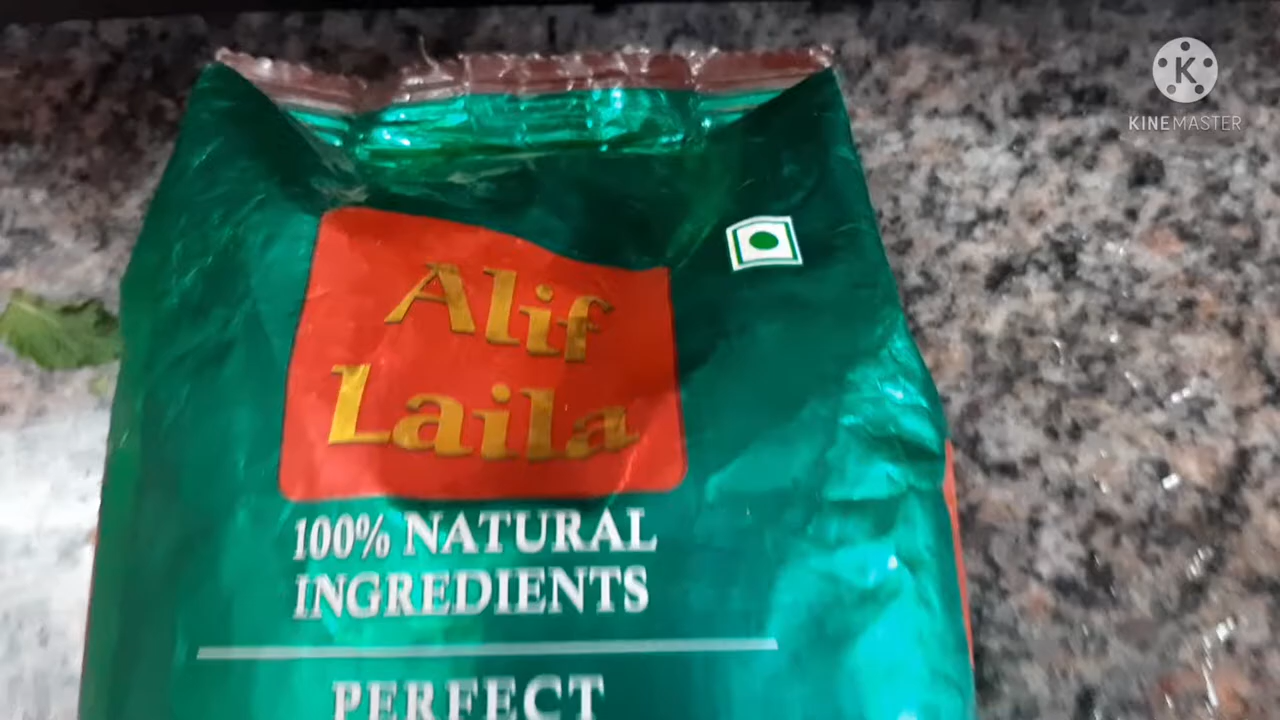 K
KINEMASTER
Alif
Laila
100% NATURAL
INGREDIENTS
PERFECT